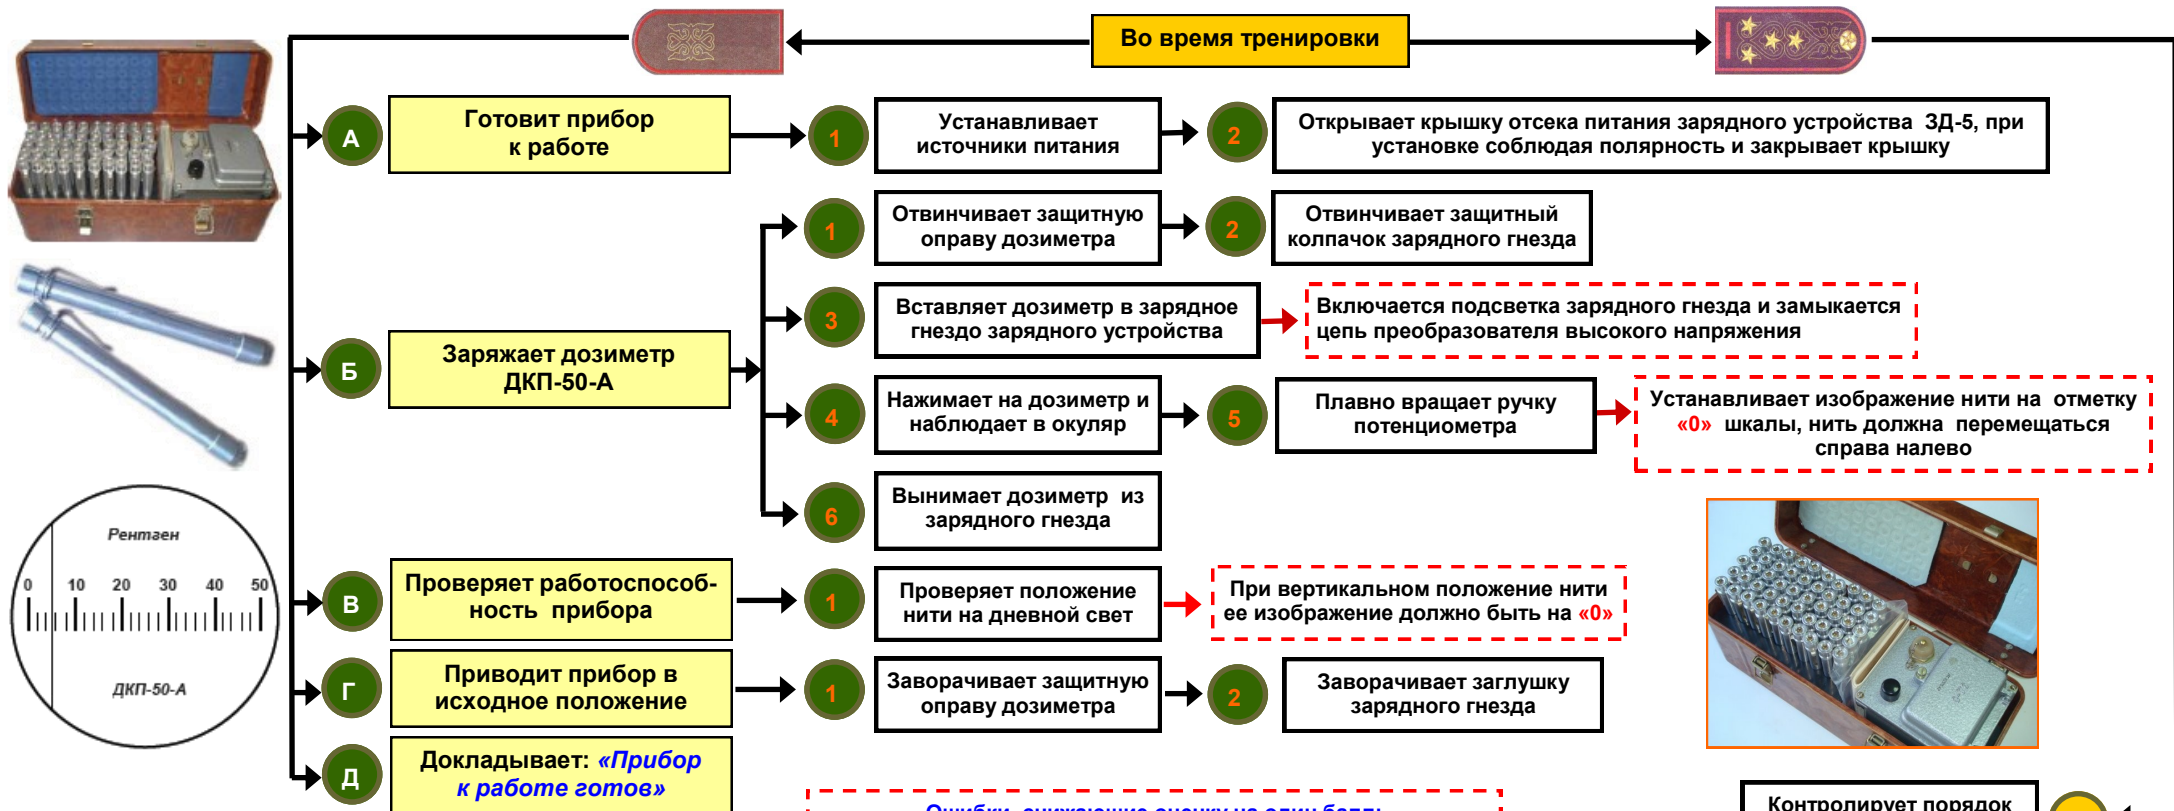 Во время тренировки
А
Готовит прибор
к работе
1
Устанавливает
источники питания
2
Открывает крышку отсека питания зарядного устройства ЗД-5, при
установке соблюдая полярность и закрывает крышку
Б
Заряжает дозиметр
ДКП-50-А
1
Отвинчивает защитную
оправу дозиметра
2
Отвинчивает защитный
колпачок зарядного гнезда
3
Вставляет дозиметр в зарядное
гнездо зарядного устройства
Включается подсветка зарядного гнезда и замыкается
цепь преобразователя высокого напряжения
4
Нажимает на дозиметр и
наблюдает в окуляр
5
Плавно вращает ручку
потенциометра
Устанавливает изображение нити на отметку
«0» шкалы, нить должна перемещаться
справа налево
6
Вынимает дозиметр из
зарядного гнезда
Рентген
0 10 20 30 40 50
ДКП-50-А
В
Проверяет работоспособ-
ность прибора
1
Проверяет положение
нити на дневной свет
При вертикальном положение нити
ее изображение должно быть на «0»
Г
Приводит прибор в
исходное положение
1
Заворачивает защитную
оправу дозиметра
2
Заворачивает заглушку
зарядного гнезда
Д
Докладывает: «Прибор
к работе готов»
Ошибки, снижающие оценку на один балл:
Контролирует порядок